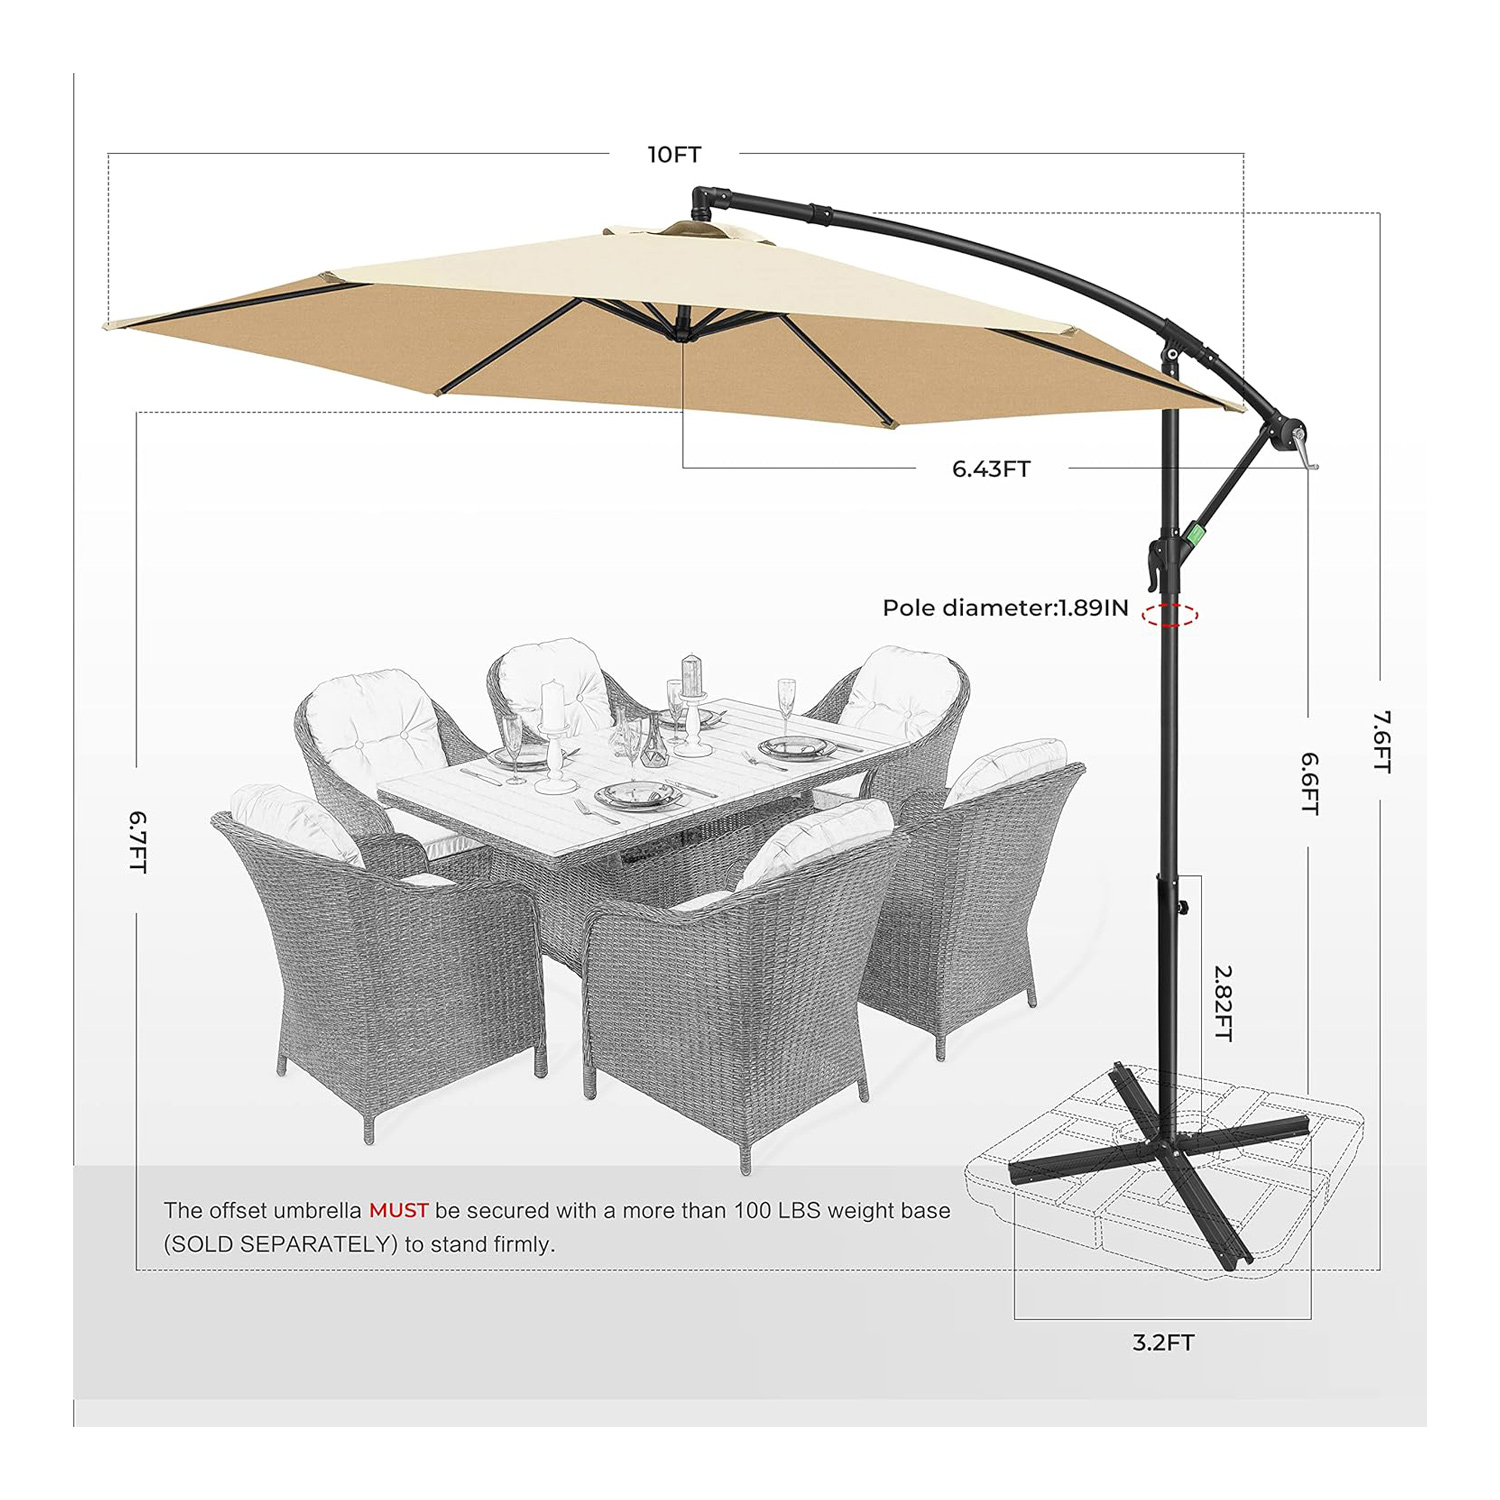 10FT
6.43FT
Pole diameter:1.89IN
7.6FT
6.6FT
6.7FT
2.82FT
The offset umbrella MUST be secured with a more than 100 LBS weight base
(SOLD SEPARATELY) to stand firmly.
3.2FT